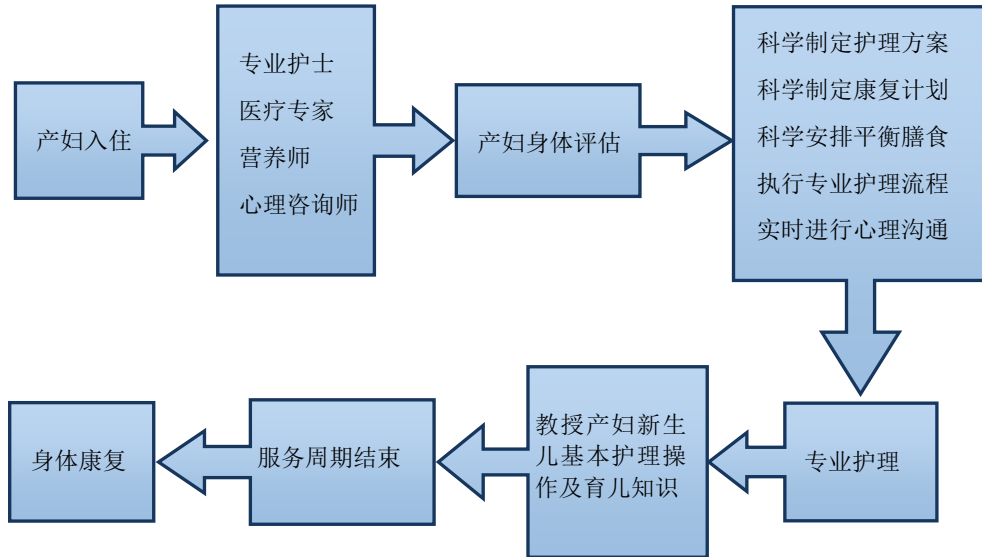 产妇入住
专业护士
医疗专家
营养师
心理咨询师
产妇身体评估
科学制定护理方案
科学制定康复计划
科学安排平衡膳食
执行专业护理流程
实时进行心理沟通
专业护理
教授产妇新生
儿基本护理操
作及育儿知识
服务周期结束
身体康复